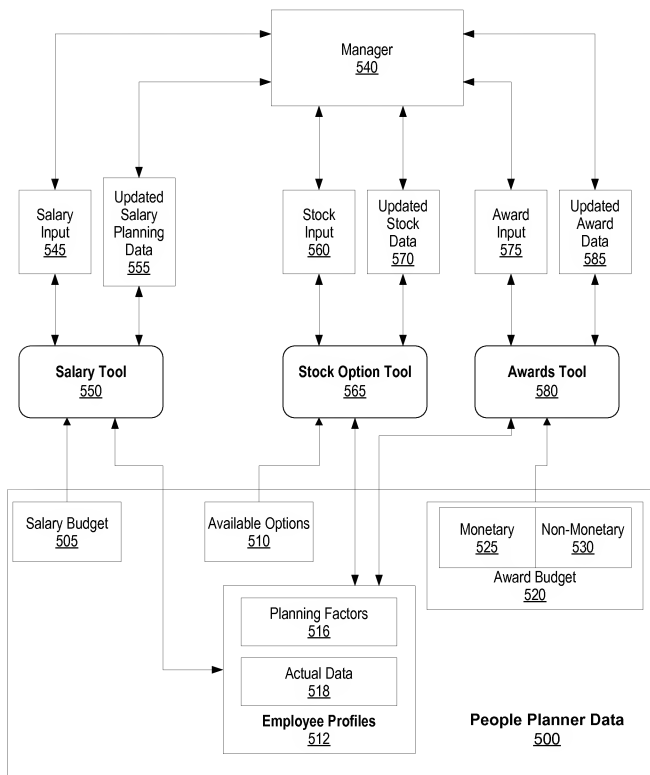 Manager
540
Salary
Input
545
Updated
Salary
Planning
Data
555
Stock
Input
560
Updated
Stock
Data
570
Award
Input
575
Updated
Award
Data
585
Salary Tool
550
Stock Option Tool
565
Awards Tool
580
Salary Budget
505
Available Options
510
Monetary
525
Non-Monetary
530
Award Budget
520
Planning Factors
516
Actual Data
518
Employee Profiles
512
People Planner Data
500